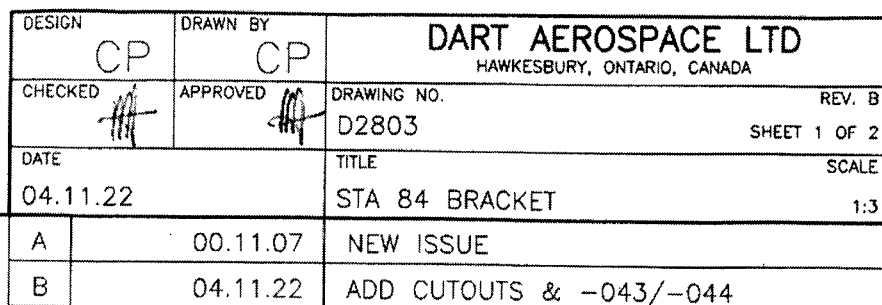 DESIGN DRAWN BY DART AEROSPACE LTD
CP CP HAWKESBURY, ONTARIO, CANADA
CHECKED APPROVED DRAWING NO. REV. B
D2803 SHEET 1 OF 2
DATE TITLE SCALE
04.11.22 STA 84 BRACKET 1:3
A 00.11.07 NEW ISSUE
B 04.11.22 ADD CUTOUTS & -043/-044